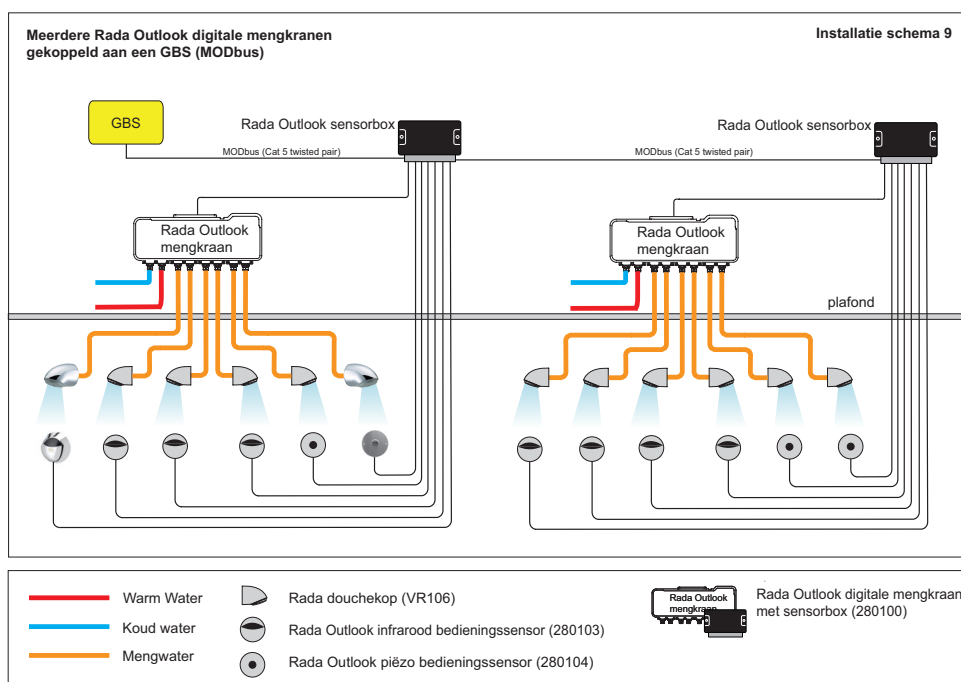 Meerdere Rada Outlook digitale mengkranen
gekoppeld aan een GBS (MODbus)
Installatie schema 9
GBS
Rada Outlook sensorbox
Rada Outlook sensorbox
MODbus (Cat 5 twisted pair)
MODbus (Cat 5 twisted pair)
Rada Outlook
mengkraan
Rada Outlook
mengkraan
plafond
Warm Water
Koud water
Mengwater
Rada douchekop (VR106)
Rada Outlook infrarood bedieningssensor (280103)
Rada Outlook piëzo bedieningssensor (280104)
Rada Outlook
mengkraan
Rada Outlook digitale mengkraan
met sensorbox (280100)